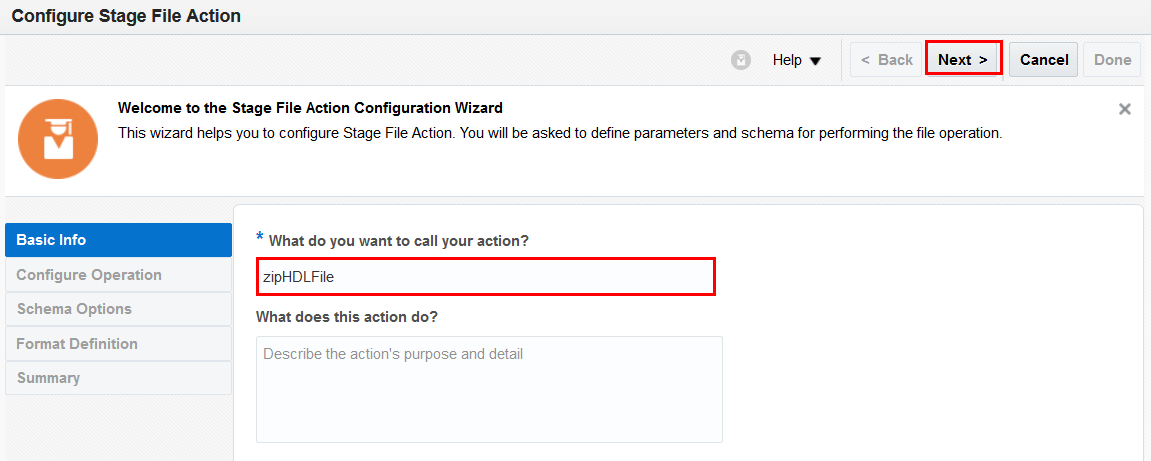 Configure Stage File Action
Help
< Back
Next >
Cancel
Done
Welcome to the Stage File Action Configuration Wizard
This wizard helps you to configure Stage File Action. You will be asked to define parameters and schema for performing the file operation.
Basic Info
Configure Operation
Schema Options
Format Definition
Summary
* What do you want to call your action?
zipHDLFile
What does this action do?
Describe the action's purpose and detail